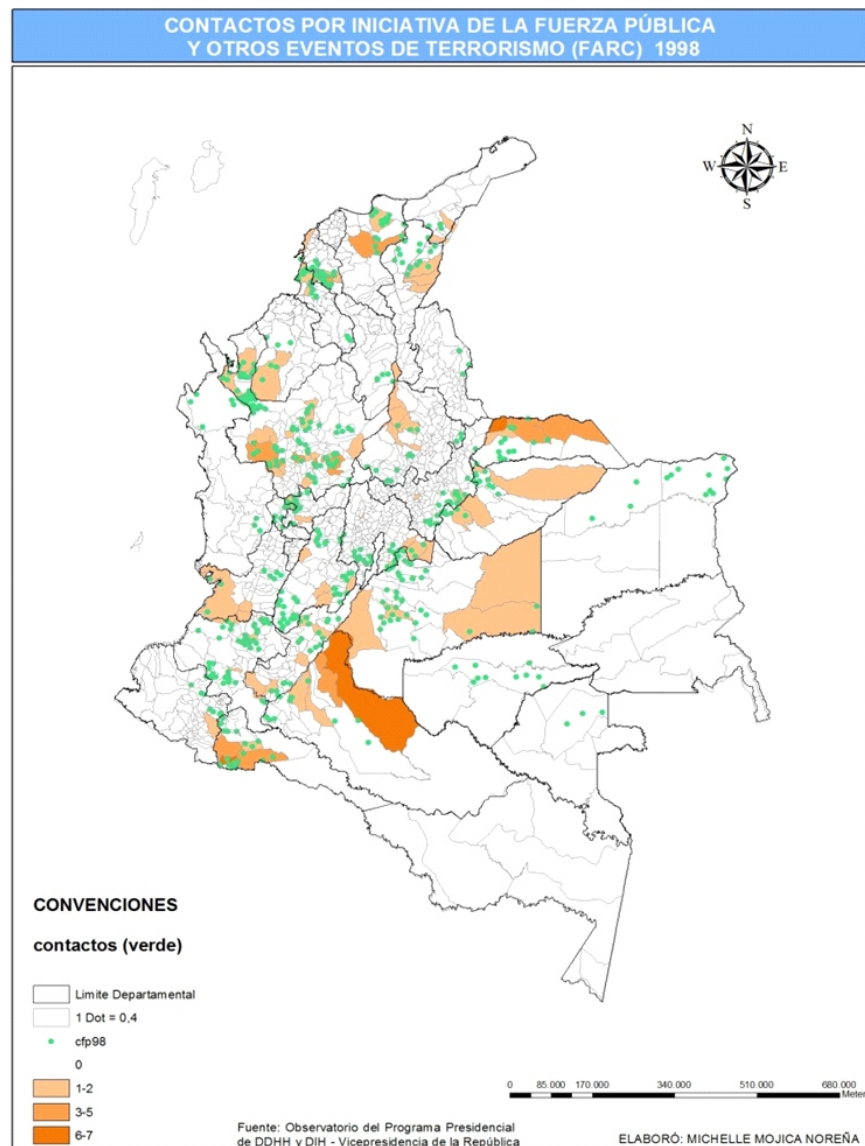 CONTACTOS POR INICIATIVA DE LA FUERZA PÚBLICA
Y OTROS EVENTOS DE TERRORISMO (FARC) 1998
N
W
E
S
CONVENCIONES
contactos (verde)
Limite Departamental
1 Dot = 0,4
cfp98
0
1-2
3-5
6-7
0 85.000 170.000 340.000 510.000 680.000
Meter
Fuente: Observatorio del Programa Presidencial
de DDHH y DIH - Vicepresidencia de la República
ELABORÓ: MICHELLE MOJICA NOREÑA